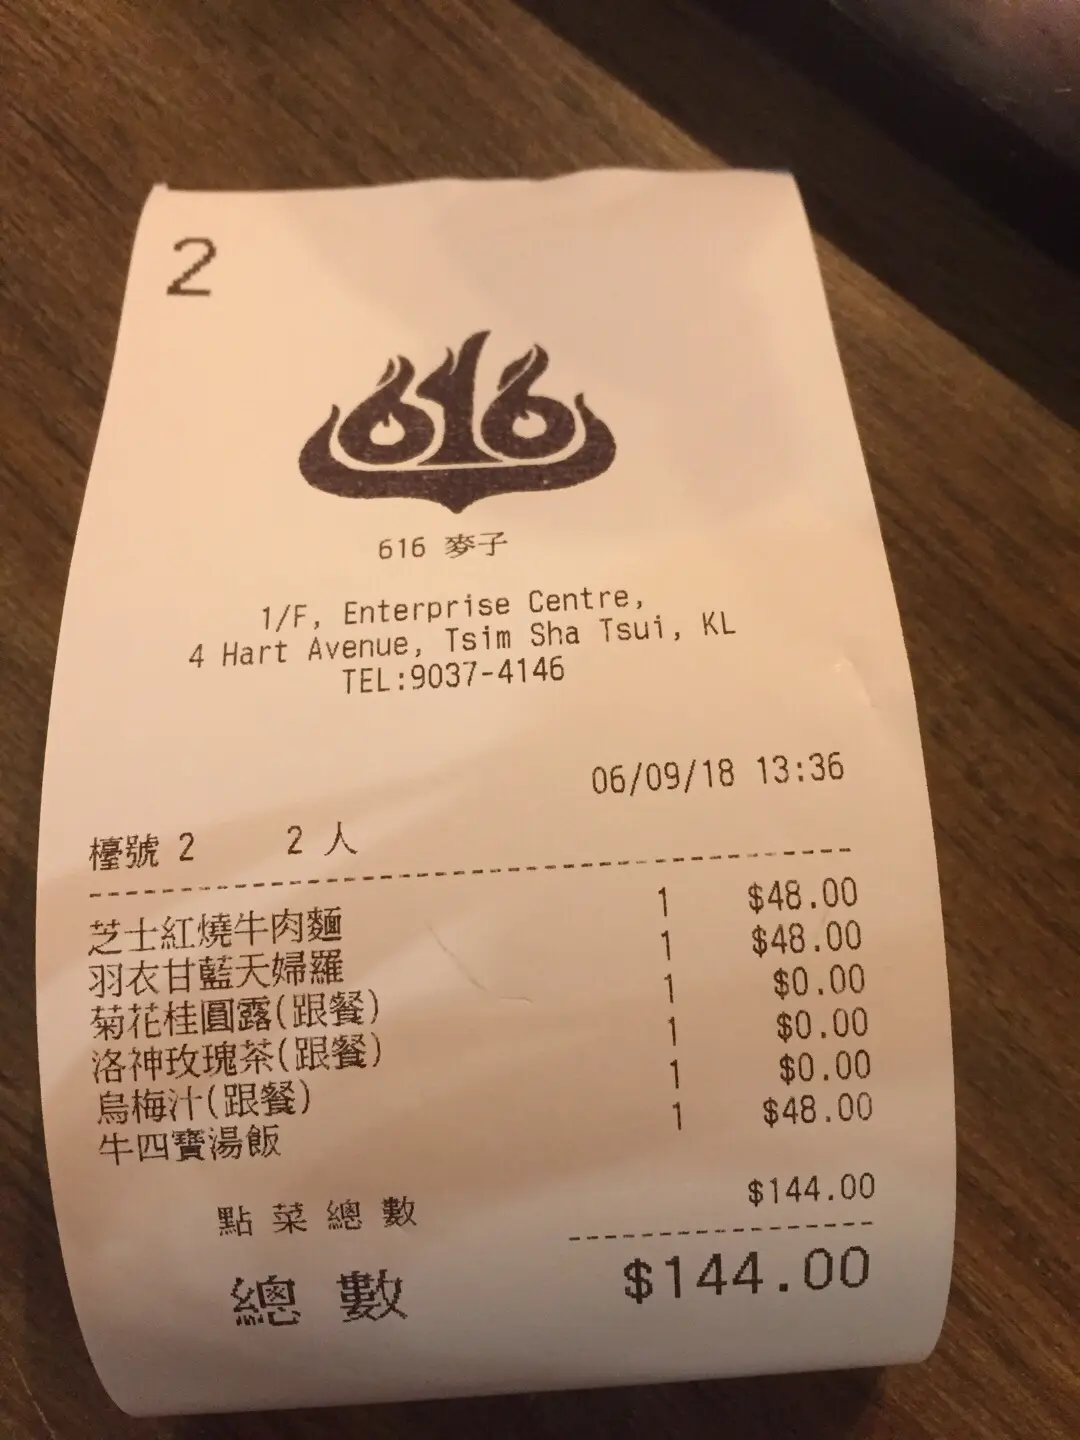 2
616
616 麥子
1/F, Enterprise Centre,
4 Hart Avenue, Tsim Sha Tsui, KL
TEL:9037-4146
06/09/18 13:36
檯號 2 2 人
芝士紅燒牛肉麵 1 $48.00
羽衣甘藍天婦羅 1 $48.00
菊花桂圓露(跟餐) 1 $0.00
洛神玫瑰茶(跟餐) 1 $0.00
烏梅汁(跟餐) 1 $0.00
牛四寶湯飯 1 $48.00
點菜總數 $144.00
總數 $144.00